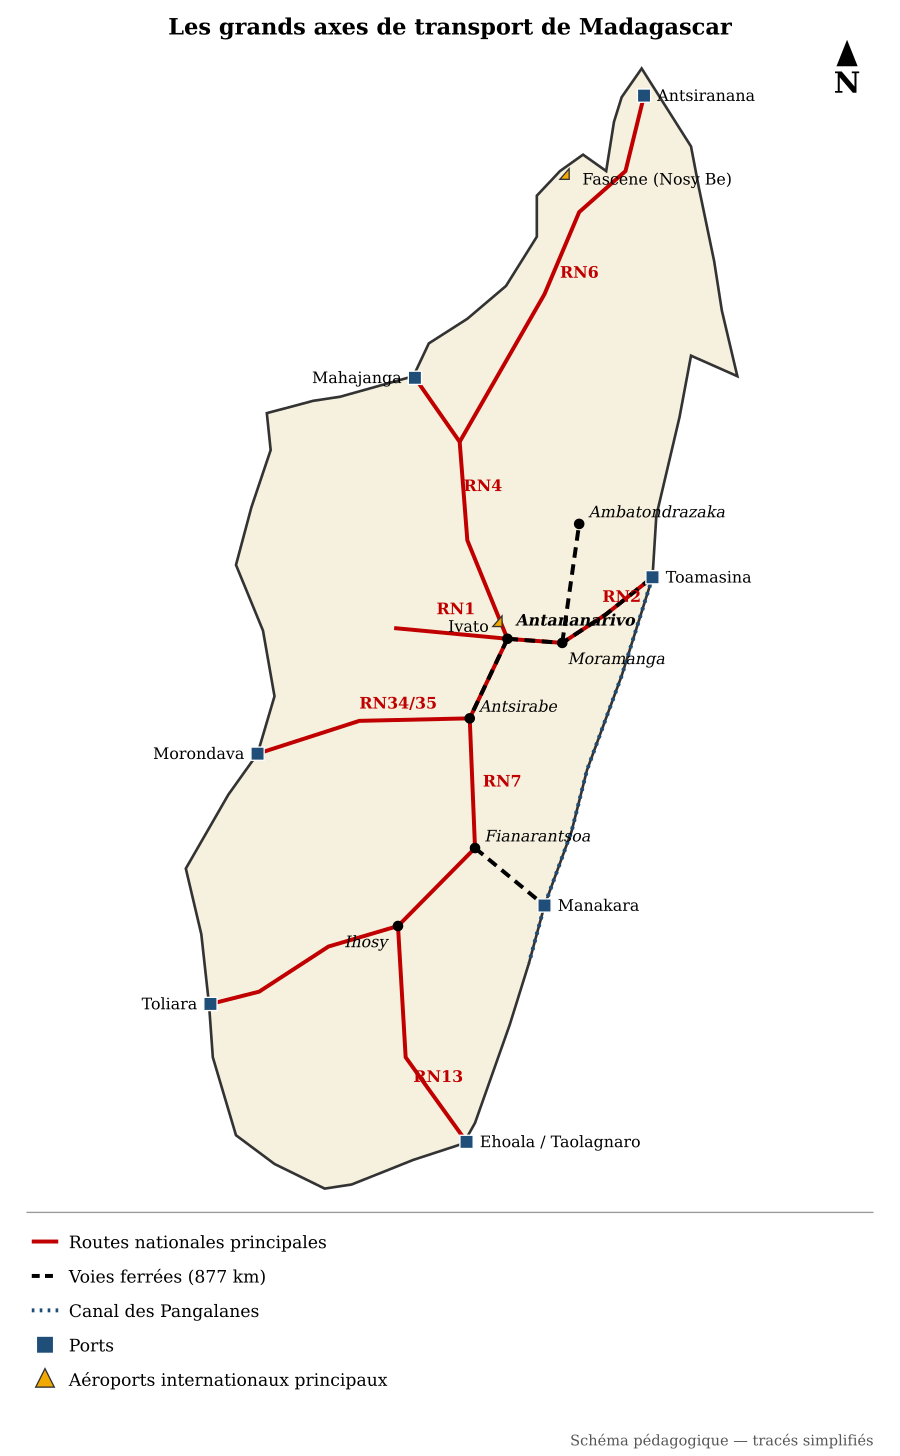 Les grands axes de transport de Madagascar
N
Antsiranana
Fascene (Nosy Be)
RN6
Mahajanga
RN4
Ambatondrazaka
Toamasina
RN2
RN1
Antananarivo
Ivato
Moramanga
RN34/35
Antsirabe
Morondava
RN7
Fianarantsoa
Manakara
Ihosy
Toliara
RN13
Ehoala / Taolagnaro
Routes nationales principales
Voies ferrées (877 km)
Canal des Pangalanes
Ports
Aéroports internationaux principaux
Schéma pédagogique — tracés simplifiés